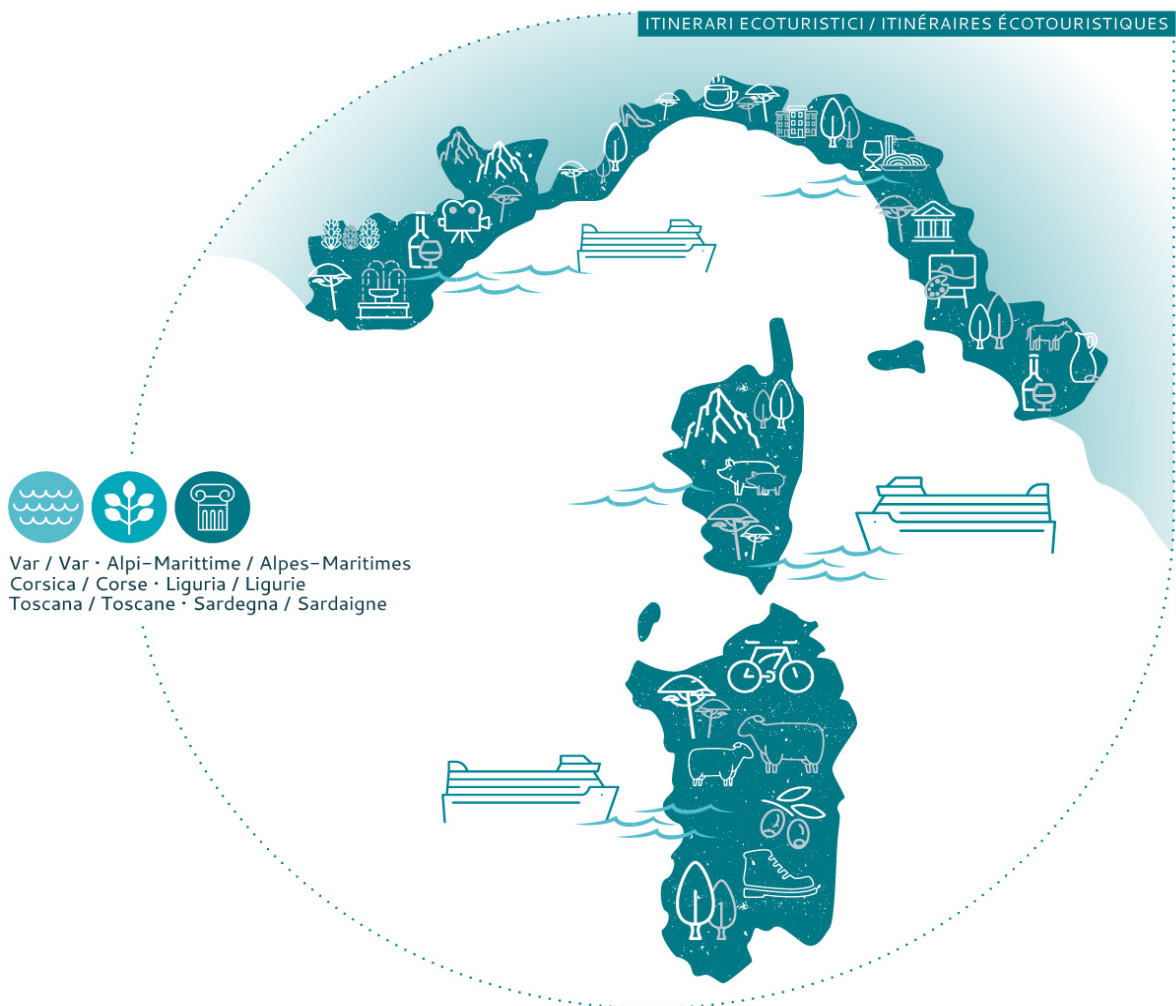 ITINERARI ECOTURISTICI / ITINÉRAIRES ÉCOTOURISTIQUES
Var / Var · Alpi-Marittime / Alpes-Maritimes
Corsica / Corse · Liguria / Ligurie
Toscana / Toscane · Sardegna / Sardaigne